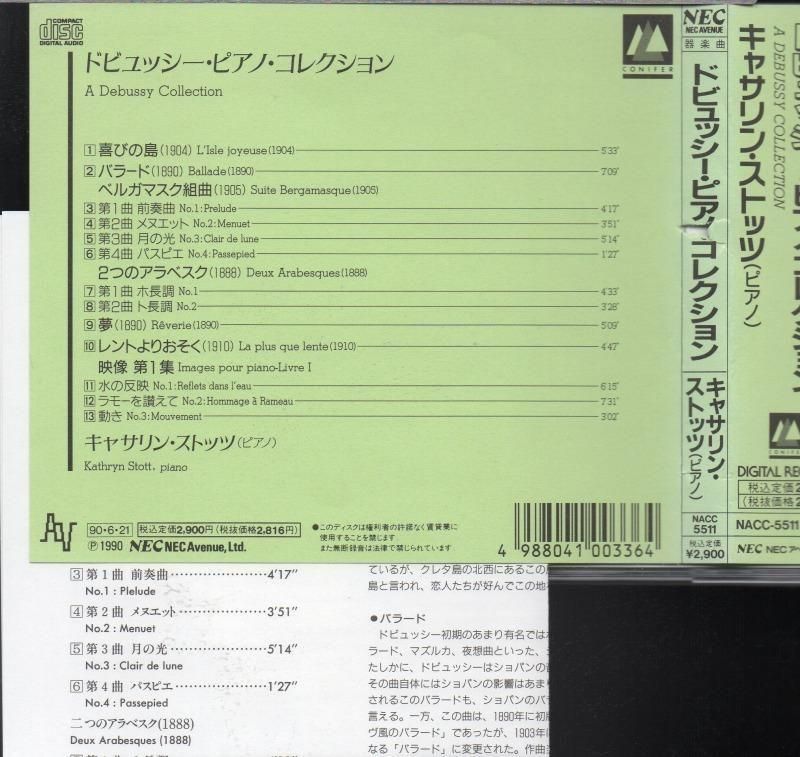 COMPACT
disc
DIGITAL AUDIO
ドビュッシー・ピアノ・コレクション
A Debussy Collection
1 喜びの島(1904) L'Isle joyeuse(1904) 5'33"
2 バラード(1890) Ballade(1890) 7'09"
ベルガマスク組曲(1905) Suite Bergamasque(1905)
3 第1曲 前奏曲 No.1:Prelude 4'17"
4 第2曲 メヌエット No.2:Menuet 3'51"
5 第3曲 月の光 No.3:Clair de lune 5'14"
6 第4曲 パスピエ No.4:Passepied 1'27"
2つのアラベスク(1888) Deux Arabesques(1888)
7 第1曲 ホ長調 No.1 4'33"
8 第2曲 ト長調 No.2 3'28"
9 夢(1890) Rêverie(1890) 5'09"
10 レントよりおそく(1910) La plus que lente(1910) 4'47"
映像 第1集 Images pour piano-Livre I
11 水の反映 No.1:Reflets dans l'eau 6'15"
12 ラモーを讃えて No.2:Hommage à Rameau 7'31"
13 動き No.3:Mouvement 3'02"
キャサリン・ストッツ(ピアノ)
Kathryn Stott, piano
90・6・21 税込定価2,900円(税抜価格2,816円)
Ⓟ1990 NEC NEC Avenue, Ltd.
●このディスクは権利者の許諾なく賃貸業に
使用することを禁じます
また無断録音は法律で禁じられています
4 988041 003364
CONIFER
NEC
NEC AVENUE
器楽曲
ドビュッシー・ピアノ・コレクション
キャサリン・
ストッツ(ピアノ)
NACC
5511
税込定価
¥2,900
A DEBUSSY COLLECTION
キャサリン・ストッツ(ピアノ)
CONIFER
DIGITAL REC
税込定価2
(税抜価格2
NACC-5511
NEC NECア
3 第1曲 前奏曲…………4'17"
No.1 : Plelude
4 第2曲 メヌエット…………3'51"
No.2 : Menuet
5 第3曲 月の光…………5'14"
No.3 : Clair de lune
6 第4曲 パスピエ…………1'27"
No.4 : Passepied
二つのアラベスク(1888)
Deux Arabesques (1888)
ているが、クレタ島の北西にあるこの
島と言われ、恋人たちが好んでこの地
●バラード
ドビュッシー初期のあまり有名では
ラード、マズルカ、夜想曲といった、
たしかに、ドビュッシーはショパンの
その曲自体にはショパンの影響はあま
されるこのバラードも、ショパンのバ
言える。一方、この曲は、1890年に初
ヴ風のバラード」であったが、1903年に
なる「バラード」に変更された。作曲